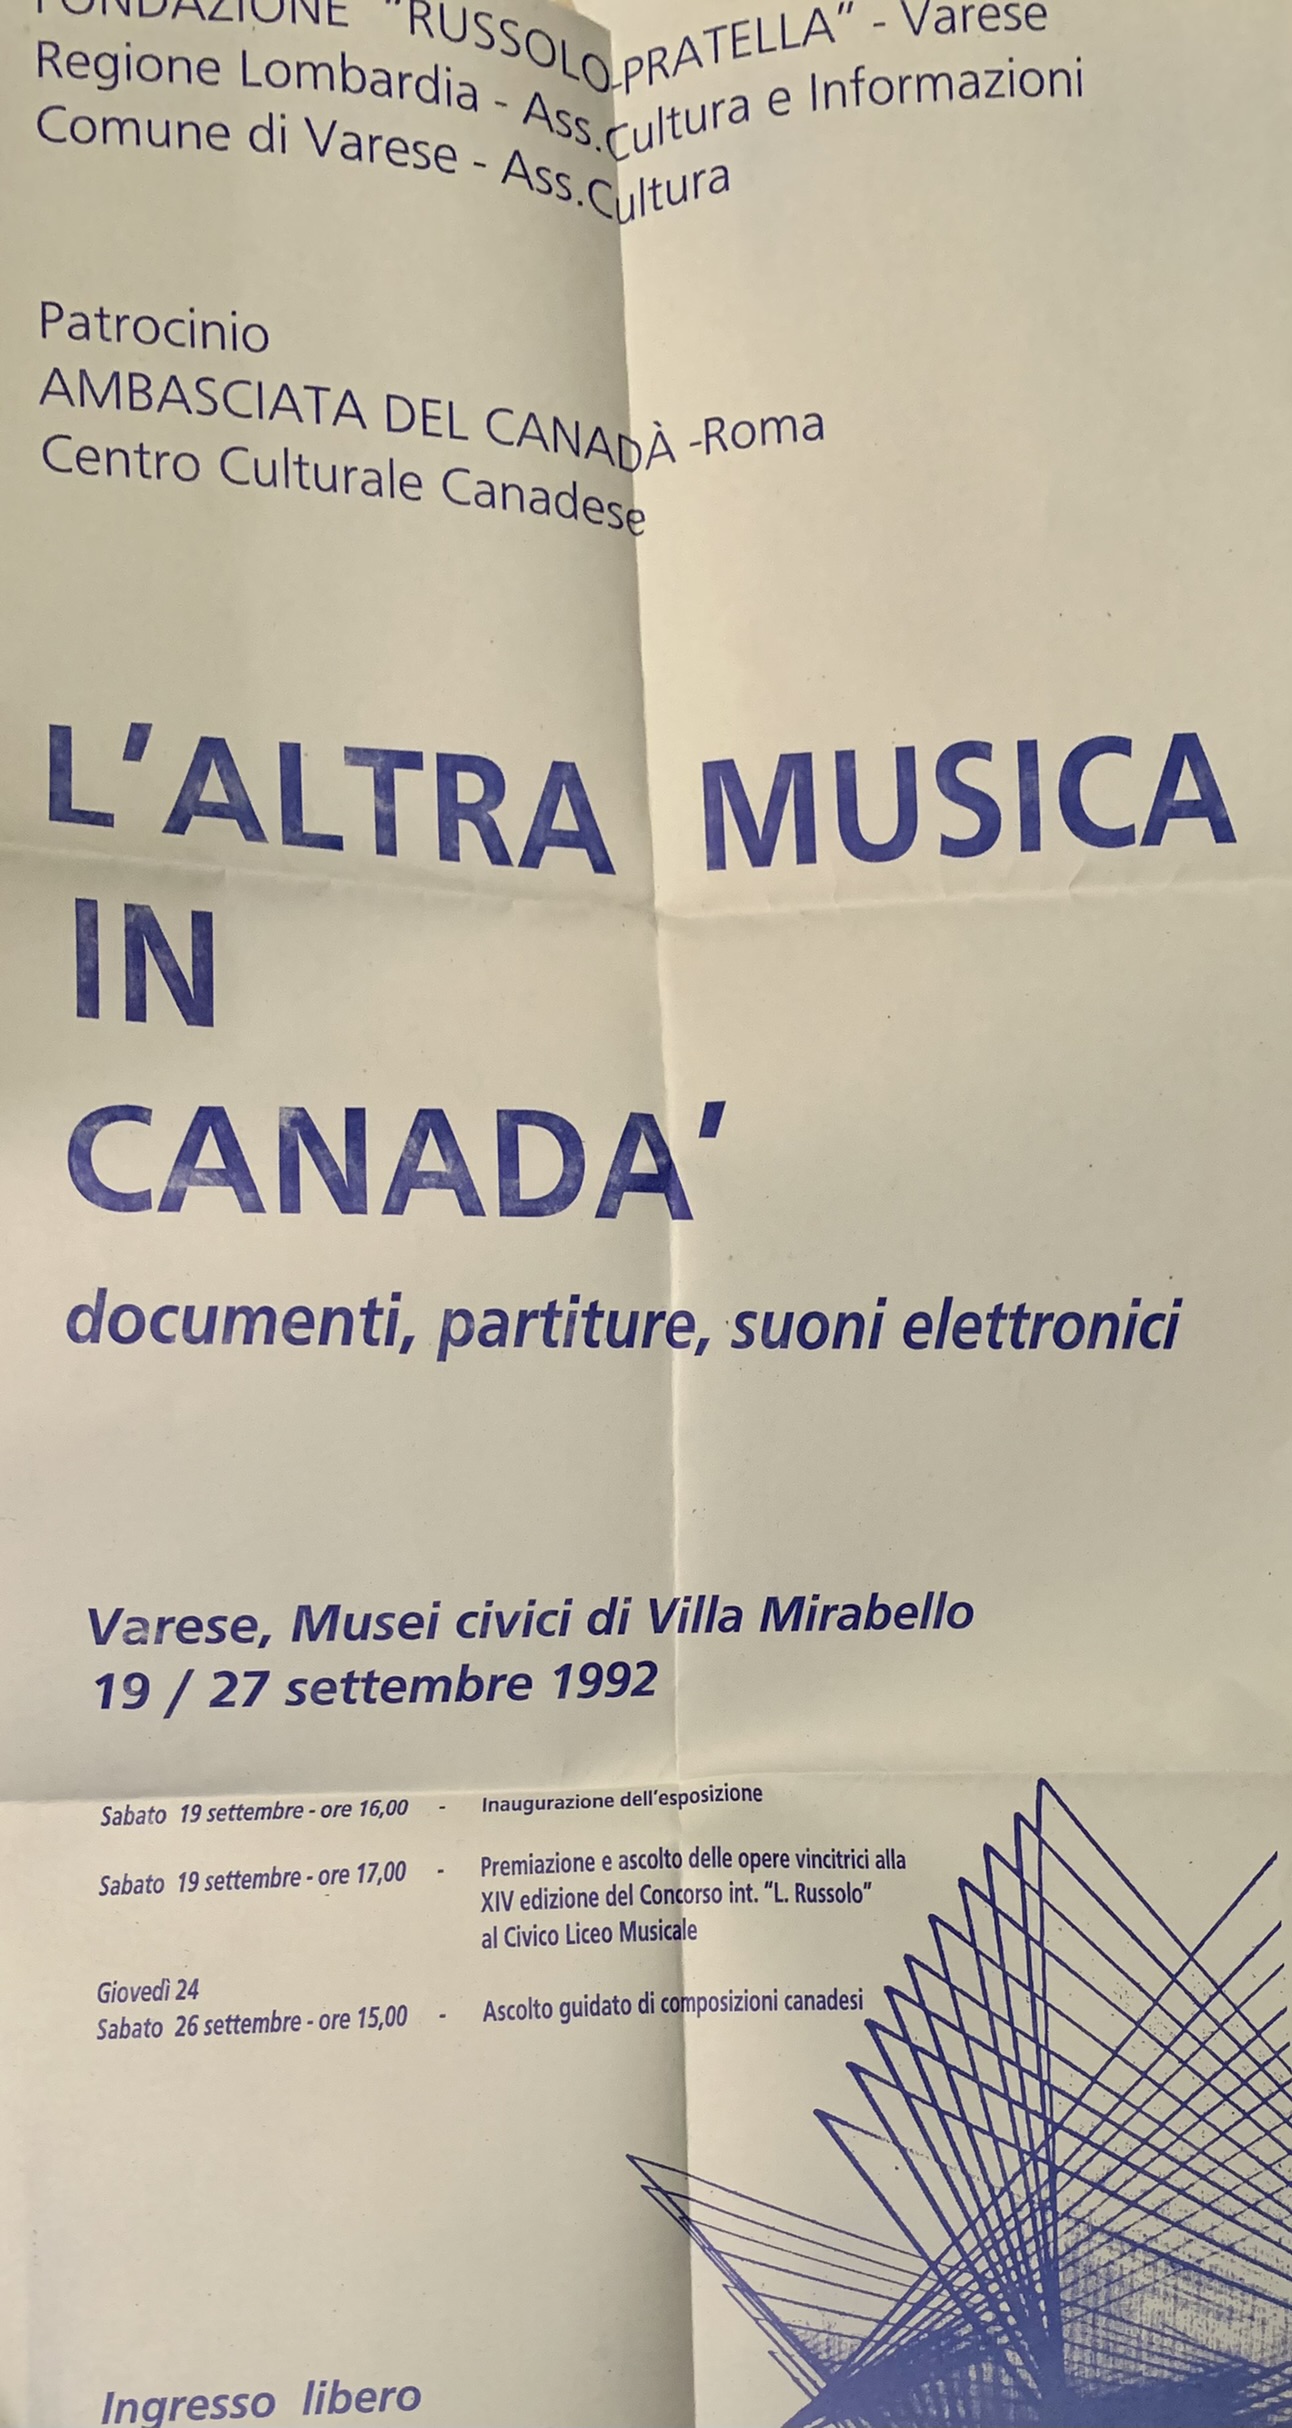 FONDAZIONE "RUSSOLO-PRATELLA" - Varese
Regione Lombardia - Ass.Cultura e Informazioni
Comune di Varese - Ass.Cultura
Patrocinio
AMBASCIATA DEL CANADÀ -Roma
Centro Culturale Canadese
L'ALTRA MUSICA
IN
CANADA'
documenti, partiture, suoni elettronici
Varese, Musei civici di Villa Mirabello
19 / 27 settembre 1992
Sabato 19 settembre - ore 16,00 - Inaugurazione dell'esposizione
Sabato 19 settembre - ore 17,00 - Premiazione e ascolto delle opere vincitrici alla
XIV edizione del Concorso int. "L. Russolo"
al Civico Liceo Musicale
Giovedì 24
Sabato 26 settembre - ore 15,00 - Ascolto guidato di composizioni canadesi
Ingresso libero